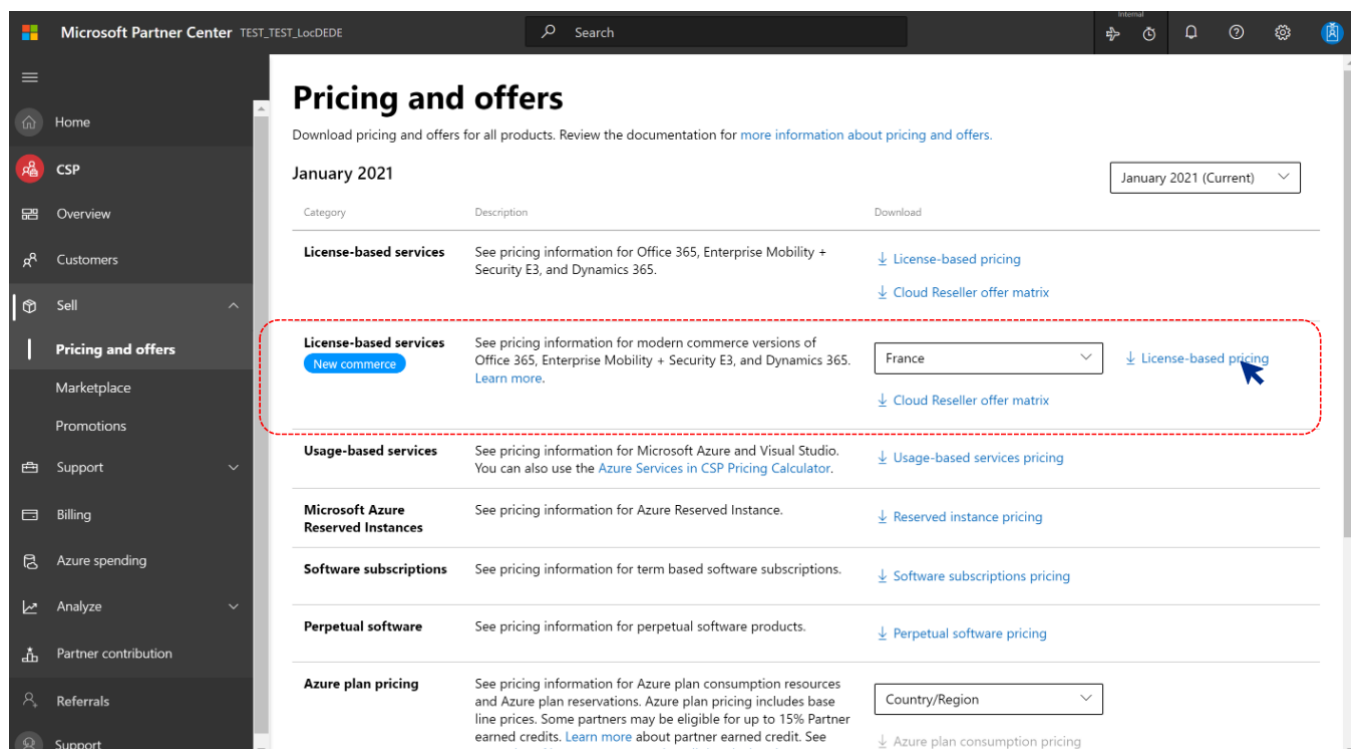 Internal
Microsoft Partner Center TEST_TEST_LocDEDE
Search
Home
CSP
Overview
Customers
Sell
Pricing and offers
Marketplace
Promotions
Support
Billing
Azure spending
Analyze
Partner contribution
Referrals
Support
Pricing and offers
Download pricing and offers for all products. Review the documentation for more information about pricing and offers.
January 2021
January 2021 (Current)
Category Description Download
License-based services
See pricing information for Office 365, Enterprise Mobility +
Security E3, and Dynamics 365.
License-based pricing
Cloud Reseller offer matrix
License-based services
New commerce
See pricing information for modern commerce versions of
Office 365, Enterprise Mobility + Security E3, and Dynamics 365.
Learn more.
France
License-based pricing
Cloud Reseller offer matrix
Usage-based services
See pricing information for Microsoft Azure and Visual Studio.
You can also use the Azure Services in CSP Pricing Calculator.
Usage-based services pricing
Microsoft Azure
Reserved Instances
See pricing information for Azure Reserved Instance.
Reserved instance pricing
Software subscriptions
See pricing information for term based software subscriptions.
Software subscriptions pricing
Perpetual software
See pricing information for perpetual software products.
Perpetual software pricing
Azure plan pricing
See pricing information for Azure plan consumption resources
and Azure plan reservations. Azure plan pricing includes base
line prices. Some partners may be eligible for up to 15% Partner
earned credits. Learn more about partner earned credit. See
Country/Region
Azure plan consumption pricing